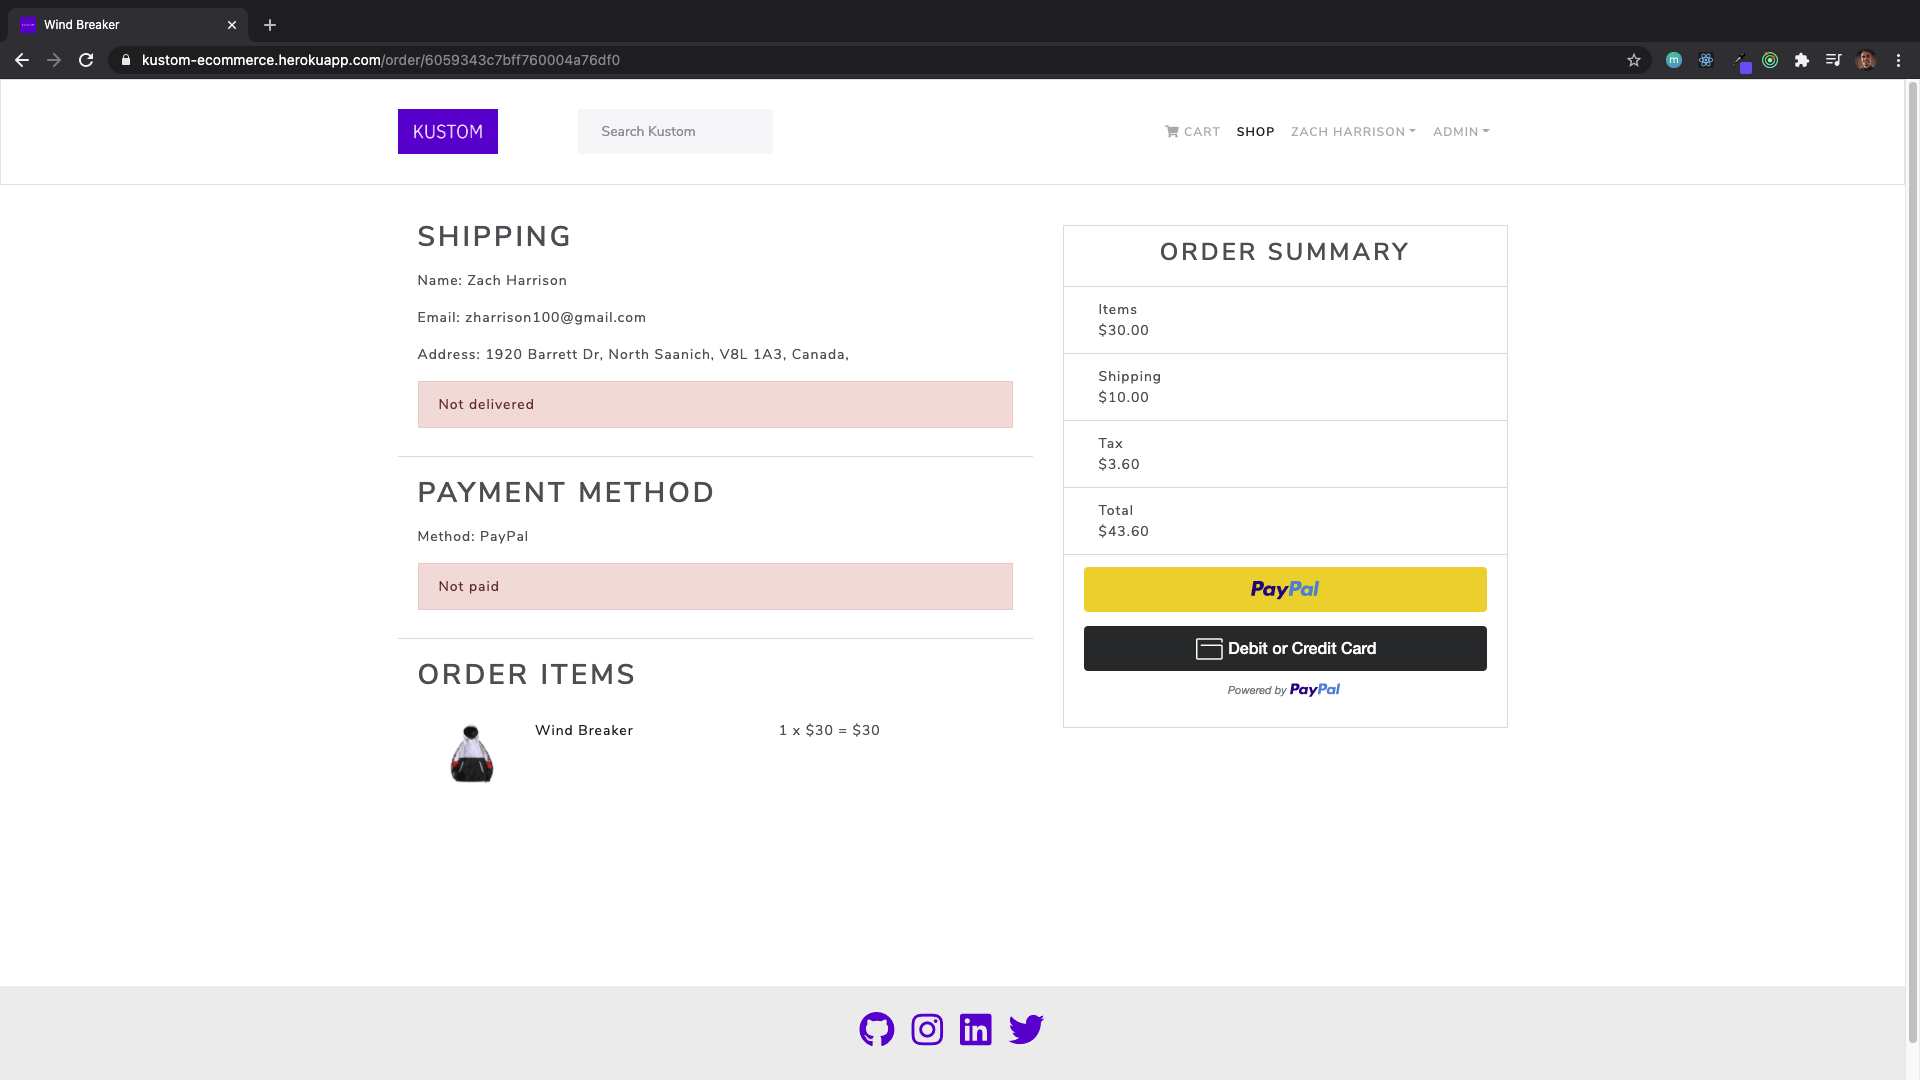 Wind Breaker
kustom-ecommerce.herokuapp.com/order/6059343c7bff760004a76df0
m
KUSTOM
Search Kustom
CART
SHOP
ZACH HARRISON
ADMIN
SHIPPING
Name: Zach Harrison
Email: zharrison100@gmail.com
Address: 1920 Barrett Dr, North Saanich, V8L 1A3, Canada,
Not delivered
PAYMENT METHOD
Method: PayPal
Not paid
ORDER ITEMS
Wind Breaker
1 x $30 = $30
ORDER SUMMARY
Items
$30.00
Shipping
$10.00
Tax
$3.60
Total
$43.60
PayPal
Debit or Credit Card
Powered by PayPal